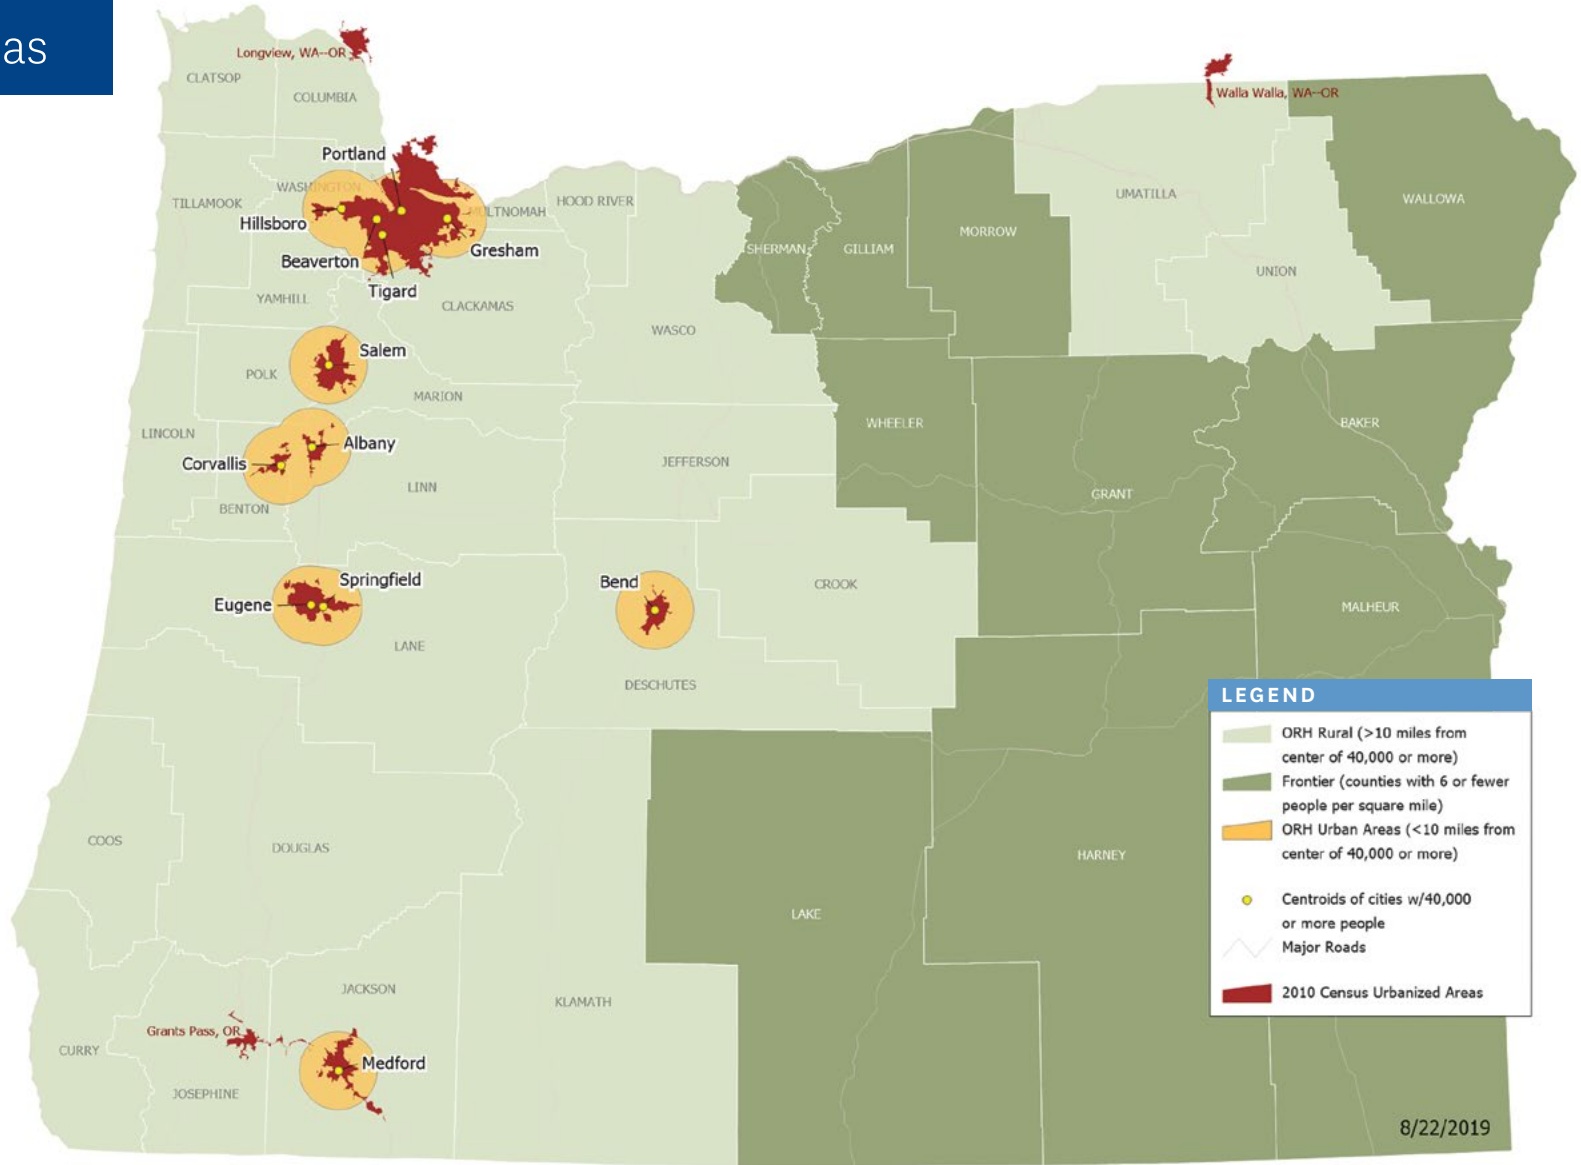 as
Longview, WA--OR
CLATSOP
COLUMBIA
Walla Walla, WA--OR
Portland
WASHINGTON
TILLAMOOK
HOOD RIVER
MULTNOMAH
UMATILLA
WALLOWA
Hillsboro
Gresham
SHERMAN
GILLIAM
MORROW
Beaverton
Tigard
UNION
YAMHILL
CLACKAMAS
WASCO
Salem
POLK
MARION
WHEELER
BAKER
LINCOLN
Albany
Corvallis
JEFFERSON
LINN
GRANT
BENTON
Springfield
Eugene
Bend
CROOK
MALHEUR
LANE
DESCHUTES
LEGEND
ORH Rural (>10 miles from
center of 40,000 or more)
Frontier (counties with 6 or fewer
people per square mile)
ORH Urban Areas (<10 miles from
center of 40,000 or more)
Centroids of cities w/40,000
or more people
Major Roads
2010 Census Urbanized Areas
COOS
DOUGLAS
HARNEY
LAKE
JACKSON
KLAMATH
Grants Pass, OR
CURRY
Medford
JOSEPHINE
8/22/2019